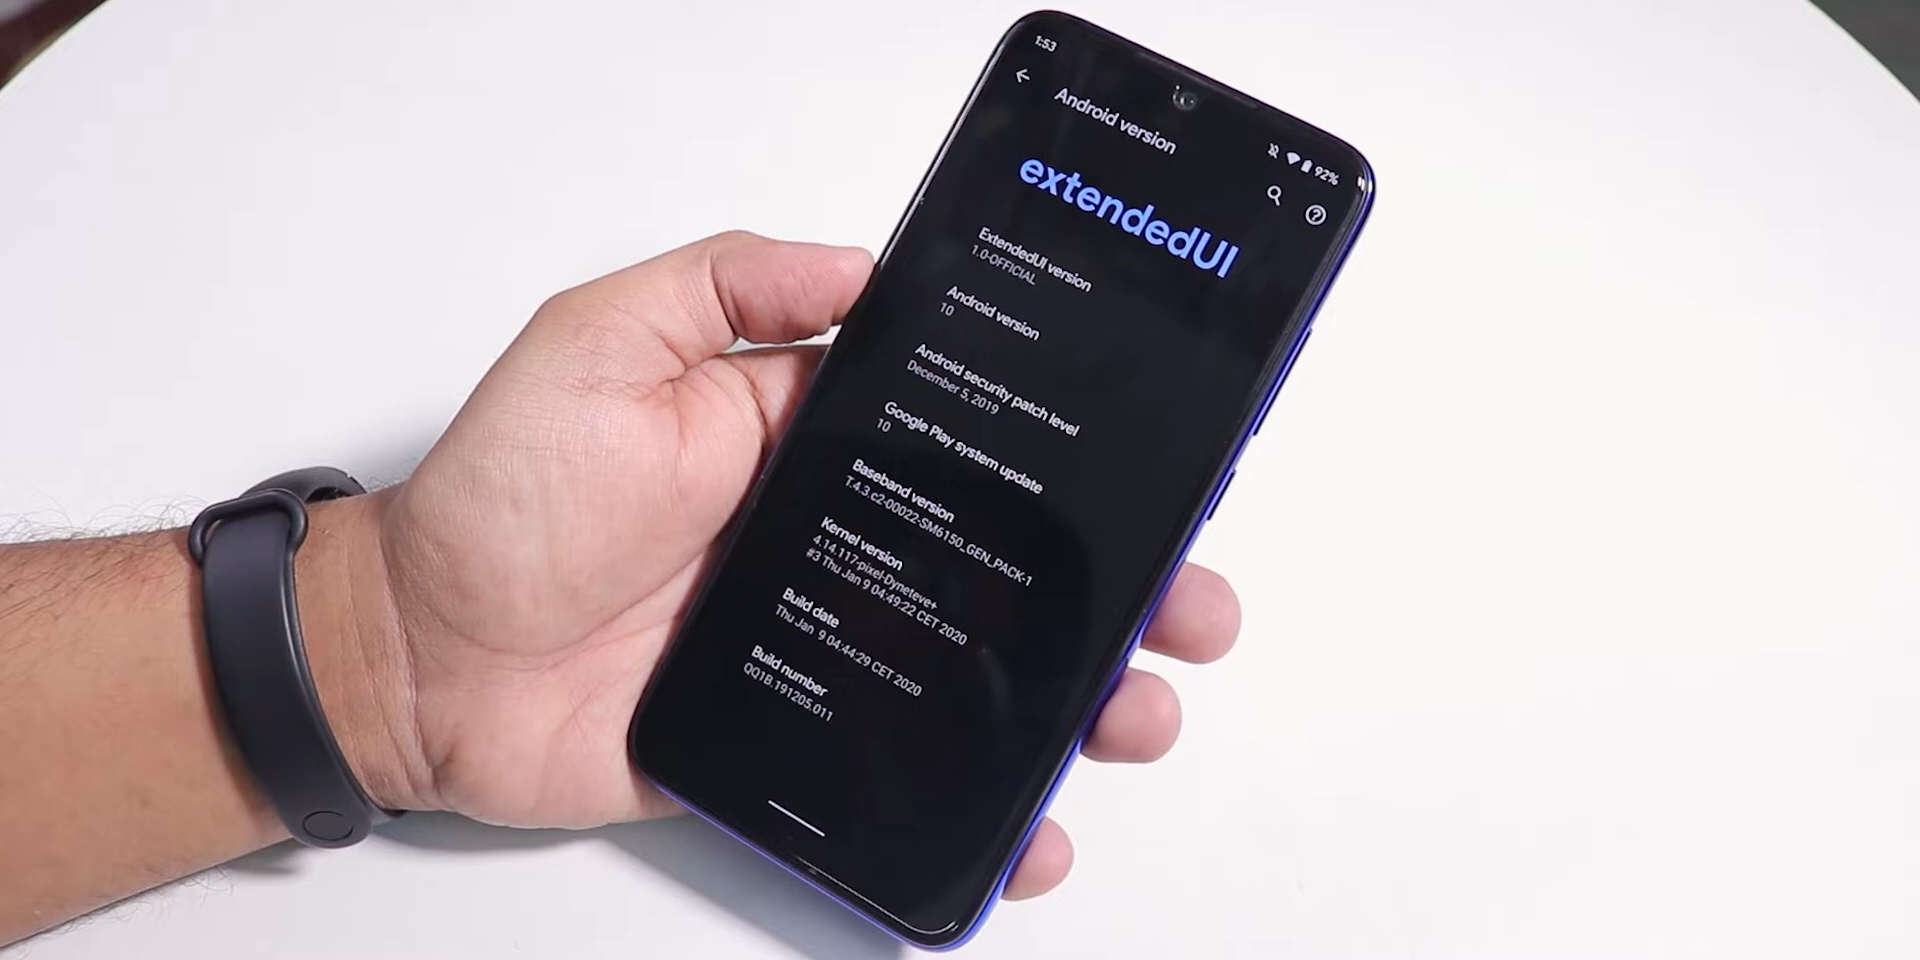 1:53
92%
Android version
extendedUI
ExtendedUI version
1.0-OFFICIAL
Android version
10
Android security patch level
December 5, 2019
Google Play system update
10
Baseband version
T.4.3.c2-00022-SM6150_GEN_PACK-1
Kernel version
4.14.117-pixel-Dyneteve+
#3 Thu Jan 9 04:49:22 CET 2020
Build date
Thu Jan  9 04:44:29 CET 2020
Build number
QQ1B.191205.011